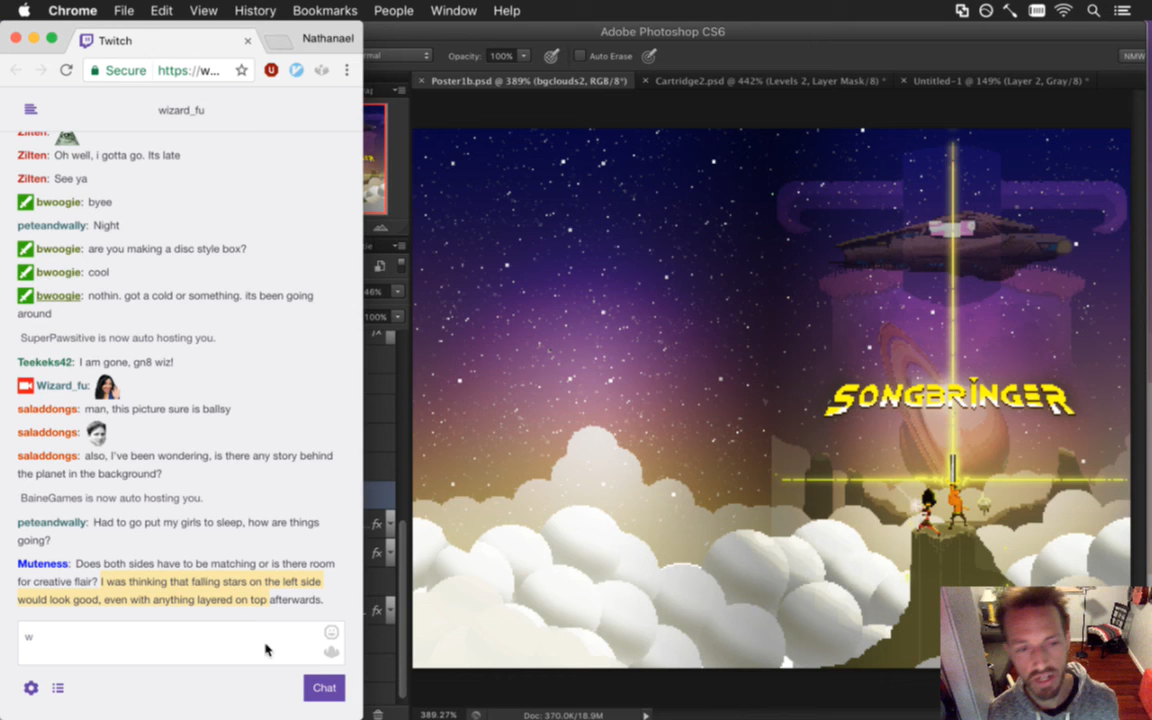 Chrome File Edit View History Bookmarks People Window Help
Twitch
Nathanael
Secure https://w...
wizard_fu
Zilten:
Zilten: Oh well, i gotta go. Its late
Zilten: See ya
bwoogie: byee
peteandwally: Night
bwoogie: are you making a disc style box?
bwoogie: cool
bwoogie: nothin. got a cold or something. its been going
around
SuperPawsitive is now auto hosting you.
Teekeks42: I am gone, gn8 wiz!
Wizard_fu:
saladdongs: man, this picture sure is ballsy
saladdongs:
saladdongs: also, I've been wondering, is there any story behind
the planet in the background?
BaineGames is now auto hosting you.
peteandwally: Had to go put my girls to sleep, how are things
going?
Muteness: Does both sides have to be matching or is there room
for creative flair? I was thinking that falling stars on the left side
would look good, even with anything layered on top afterwards.
w
Chat
Adobe Photoshop CS6
Opacity: 100% Auto Erase NMW
Poster1b.psd @ 389% (bgclouds2, RGB/8*) Cartridge2.psd @ 442% (Levels 2, Layer Mask/8) * Untitled-1 @ 149% (Layer 2, Gray/8) *
46%
100%
fx
fx
fx
SONGBRINGER
389.27% Doc: 370.0K/18.9M